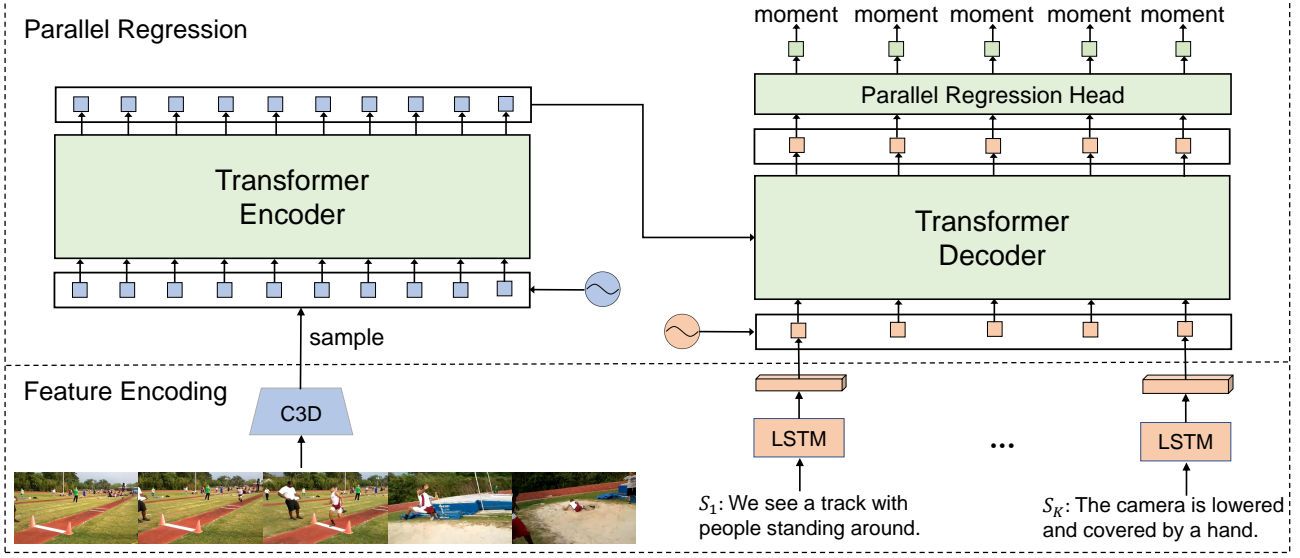 Parallel Regression
moment moment moment moment moment
Parallel Regression Head
Transformer
Encoder
Transformer
Decoder
sample
Feature Encoding
C3D
LSTM
...
LSTM
S₁: We see a track with
people standing around.
S_K: The camera is lowered
and covered by a hand.